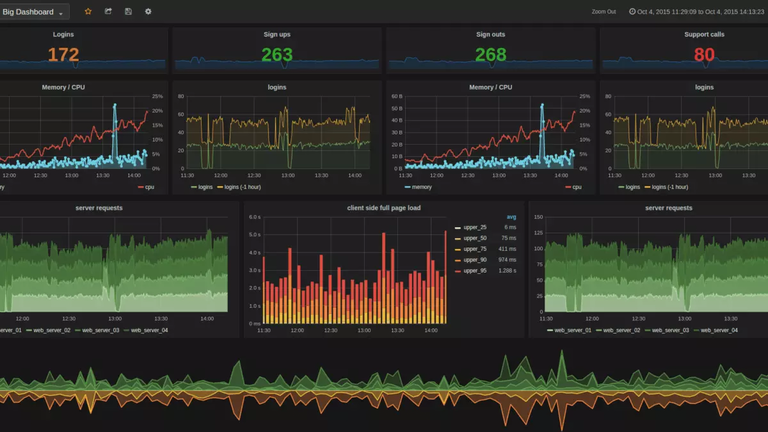 Big Dashboard
Zoom Out
Oct 4, 2015 11:29:09 to Oct 4, 2015 14:13:23
Logins
172
Sign ups
263
Sign outs
268
Support calls
80
Memory / CPU
25%
20%
15%
10%
5%
0%
12:00 12:30 13:00 13:30 14:00
ry
cpu
logins
80
60
40
20
0
11:30 12:00 12:30 13:00 13:30 14:00
logins logins (-1 hour)
Memory / CPU
60 B
50 B
40 B
30 B
20 B
10 B
0 B
25%
20%
15%
10%
5%
0%
11:30 12:00 12:30 13:00 13:30 14:00
memory
cpu
logins
80
60
40
20
0
11:30 12:00 12:30 13:00 13:30
logins logins (-1 hour)
server requests
12:00 12:30 13:00 13:30 14:00
server_01 web_server_02 web_server_03 web_server_04
client side full page load
6.0 s
5.0 s
4.0 s
3.0 s
2.0 s
1.0 s
0 ms
11:30 12:00 12:30 13:00 13:30 14:00
avg
upper_25 6 ms
upper_50 75 ms
upper_75 411 ms
upper_90 974 ms
upper_95 1.288 s
server requests
150
125
100
75
50
25
0
11:30 12:00 12:30 13:00 13:30
web_server_01 web_server_02 web_server_03 web_server_04